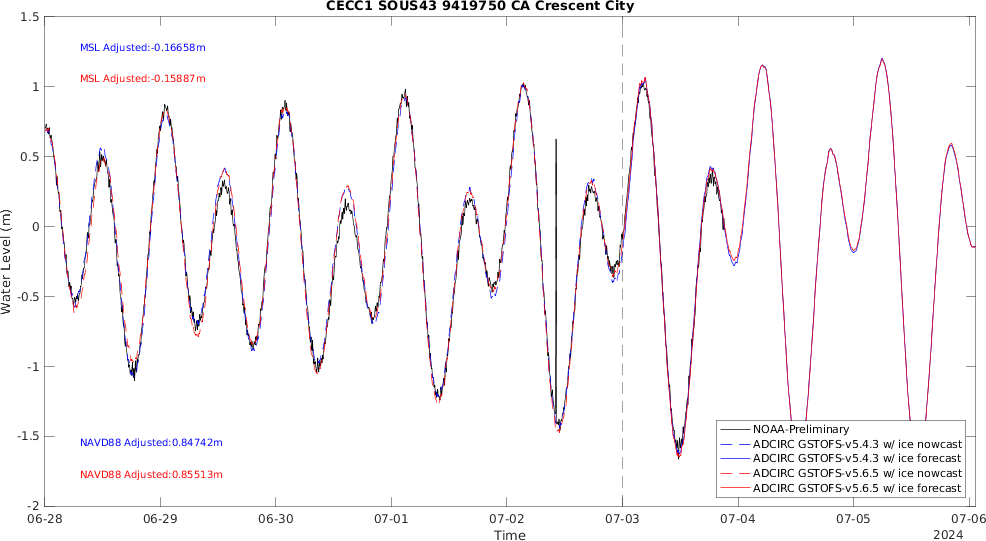 CECC1 SOUS43 9419750 CA Crescent City
1.5
1
0.5
0
-0.5
-1
-1.5
-2
Water Level (m)
MSL Adjusted:-0.16658m
MSL Adjusted:-0.15887m
NAVD88 Adjusted:0.84742m
NAVD88 Adjusted:0.85513m
NOAA-Preliminary
ADCIRC GSTOFS-v5.4.3 w/ ice nowcast
ADCIRC GSTOFS-v5.4.3 w/ ice forecast
ADCIRC GSTOFS-v5.6.5 w/ ice nowcast
ADCIRC GSTOFS-v5.6.5 w/ ice forecast
06-28 06-29 06-30 07-01 07-02 07-03 07-04 07-05 07-06
Time
2024